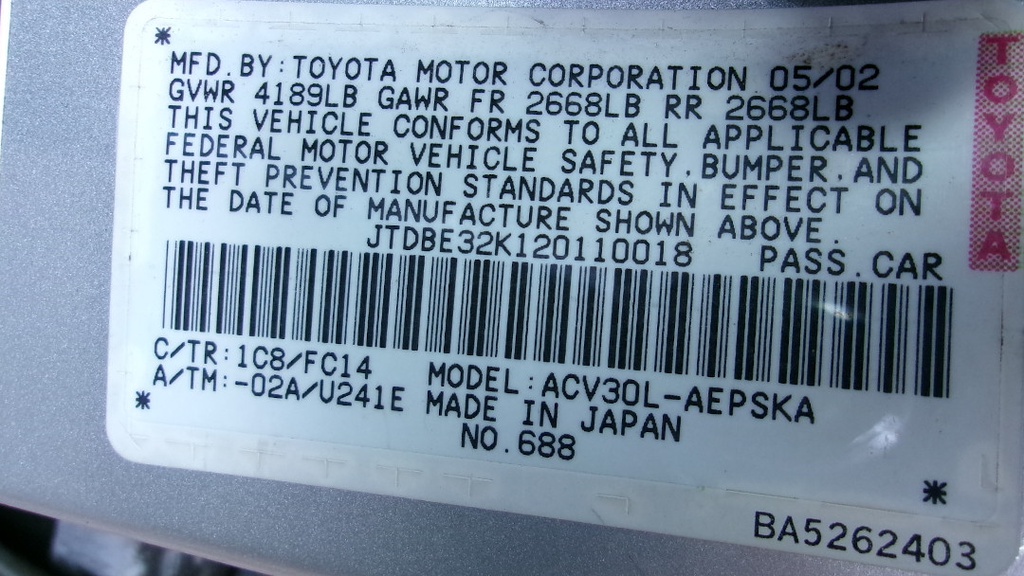 MFD. BY: TOYOTA MOTOR CORPORATION 05/02
GVWR 4189LB GAWR FR 2668LB RR 2668LB
THIS VEHICLE CONFORMS TO ALL APPLICABLE
FEDERAL MOTOR VEHICLE SAFETY. BUMPER. AND
THEFT PREVENTION STANDARDS IN EFFECT ON
THE DATE OF MANUFACTURE SHOWN ABOVE.
JTDBE32K120110018 PASS. CAR
C/TR: 1C8/FC14 MODEL: ACV30L-AEPSKA
A/TM: -02A/U241E MADE IN JAPAN
NO. 688
BA5262403
TOYOTA